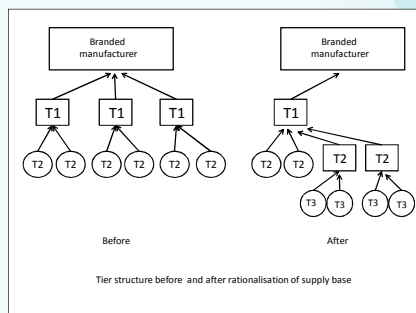 Branded
manufacturer
Branded
manufacturer
T1
T1
T1
T1
T2
T2
T2
T2
T2
T2
T2
T2
T2
T2
T3
T3
T3
T3
Before
After
Tier structure before and after rationalisation of supply base